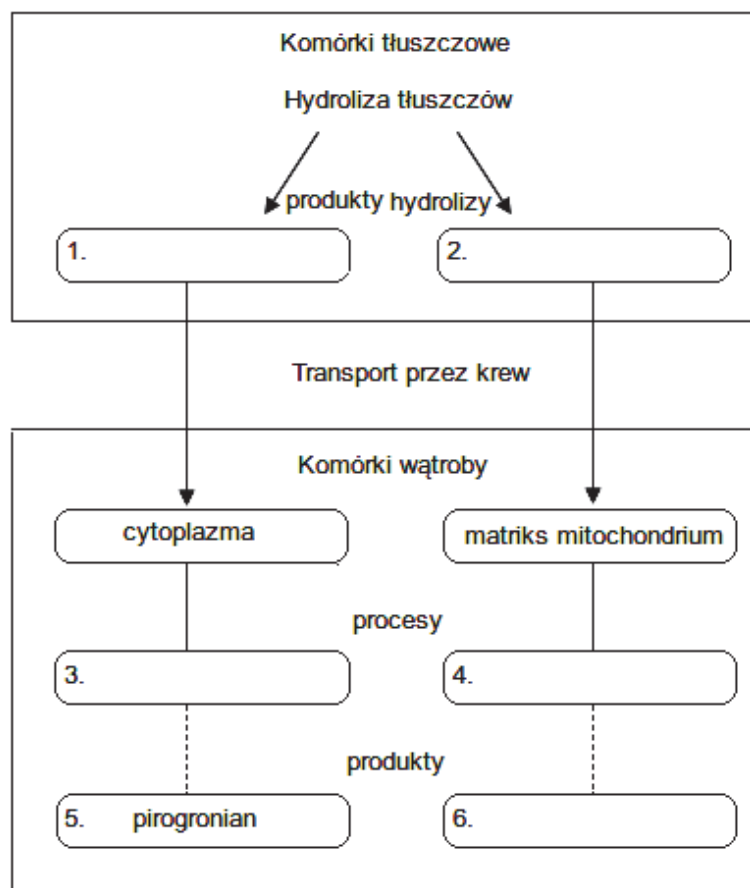 Komórki tłuszczowe
Hydroliza tłuszczów
produkty hydrolizy
1.
2.
Transport przez krew
Komórki wątroby
cytoplazma
matriks mitochondrium
procesy
3.
4.
produkty
5. pirogronian
6.